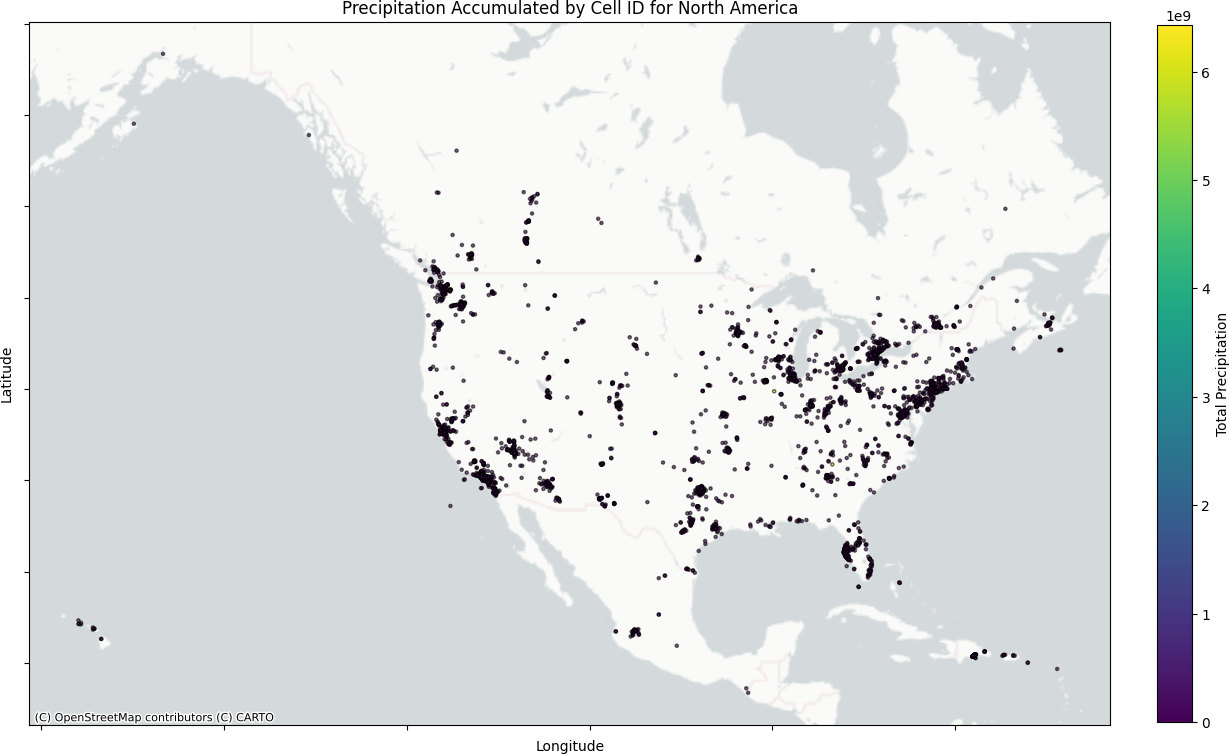 Precipitation Accumulated by Cell ID for North America
1e9
6
5
4
3
2
1
0
Total Precipitation
Latitude
(C) OpenStreetMap contributors (C) CARTO
Longitude